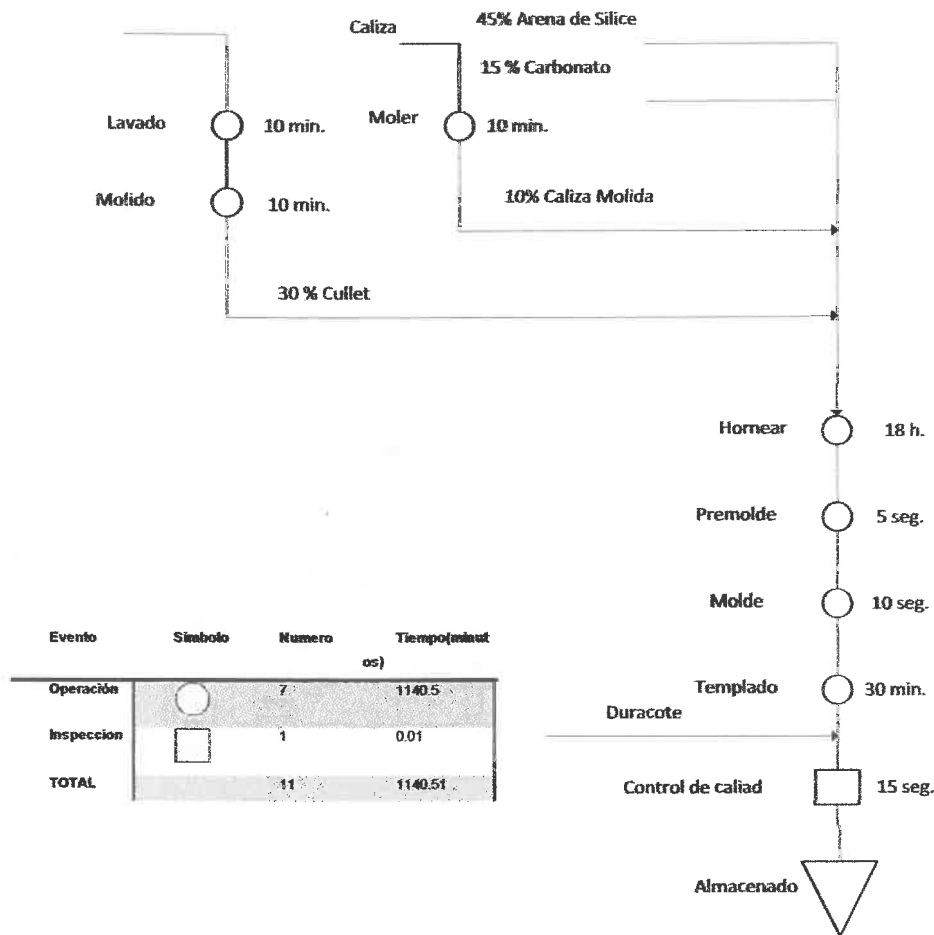 Caliza
45% Arena de Silice
15 % Carbonato
Lavado
10 min.
Moler
10 min.
Molido
10 min.
10% Caliza Molida
30 % Cullet
Hornear
18 h.
Premolde
5 seg.
Molde
10 seg.
Templado
30 min.
Duracote
Control de caliad
15 seg.
Almacenado
Evento Simbolo Numero Tiempo(minut
os)
Operación 7 1140.5
Inspeccion 1 0.01
TOTAL 11 1140.51